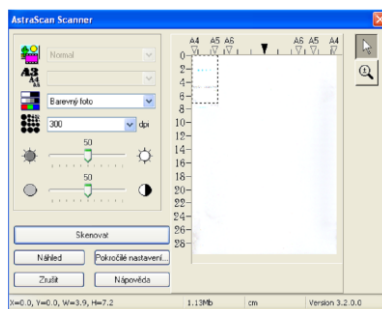 AstraScan Scanner
A4 A5 A6 A6 A5 A4
Normal
A3
A4
Barevný foto
300 dpi
50
50
0
2
4
6
8
10
12
14
16
18
20
22
24
26
28
Skenovat
Náhled Pokročilé nastavení...
Zrušit Nápověda
X=0.0, Y=0.0, W=3.9, H=7.2 1.13Mb cm Version 3.2.0.0